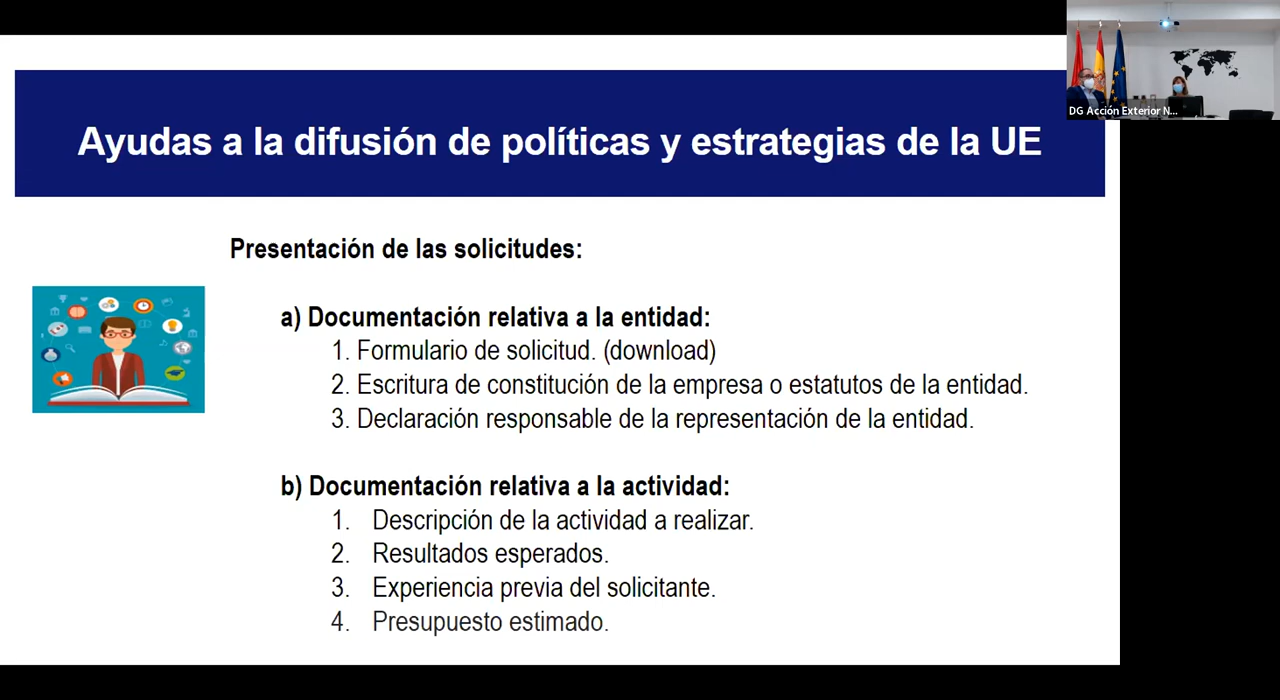 Ayudas a la difusión de políticas y estrategias de la UE
DG Acción Exterior N...
Presentación de las solicitudes:
a) Documentación relativa a la entidad:
1. Formulario de solicitud. (download)
2. Escritura de constitución de la empresa o estatutos de la entidad.
3. Declaración responsable de la representación de la entidad.
b) Documentación relativa a la actividad:
1. Descripción de la actividad a realizar.
2. Resultados esperados.
3. Experiencia previa del solicitante.
4. Presupuesto estimado.